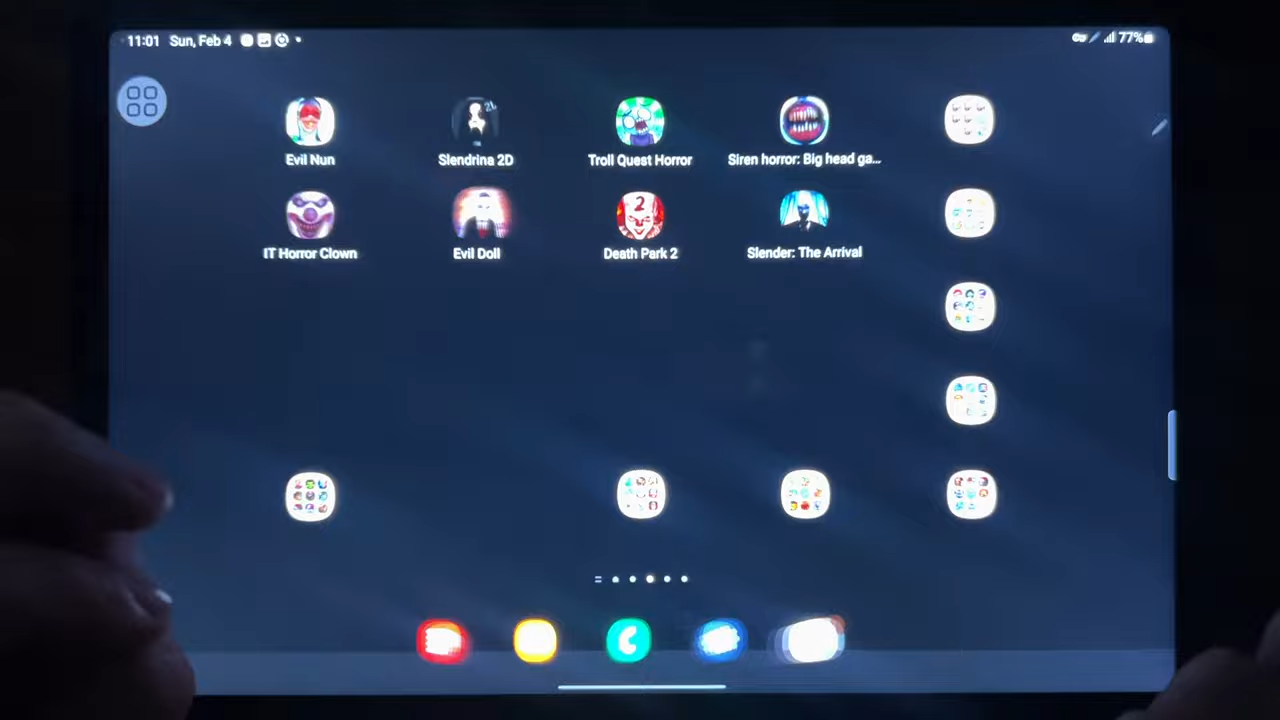 11:01 Sun, Feb 4 77%
Evil Nun Slendrina 2D Troll Quest Horror Siren horror: Big head ga...
2
IT Horror Clown Evil Doll Death Park 2 Slender: The Arrival